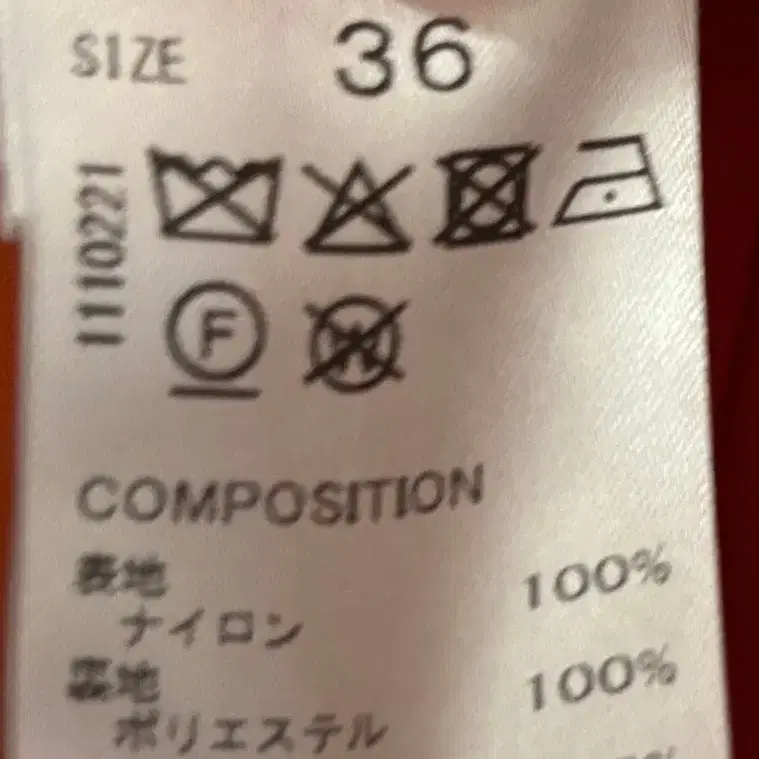 SIZE 36
1110221
F
W
COMPOSITION
表地 100%
ナイロン
裏地 100%
ポリエステル